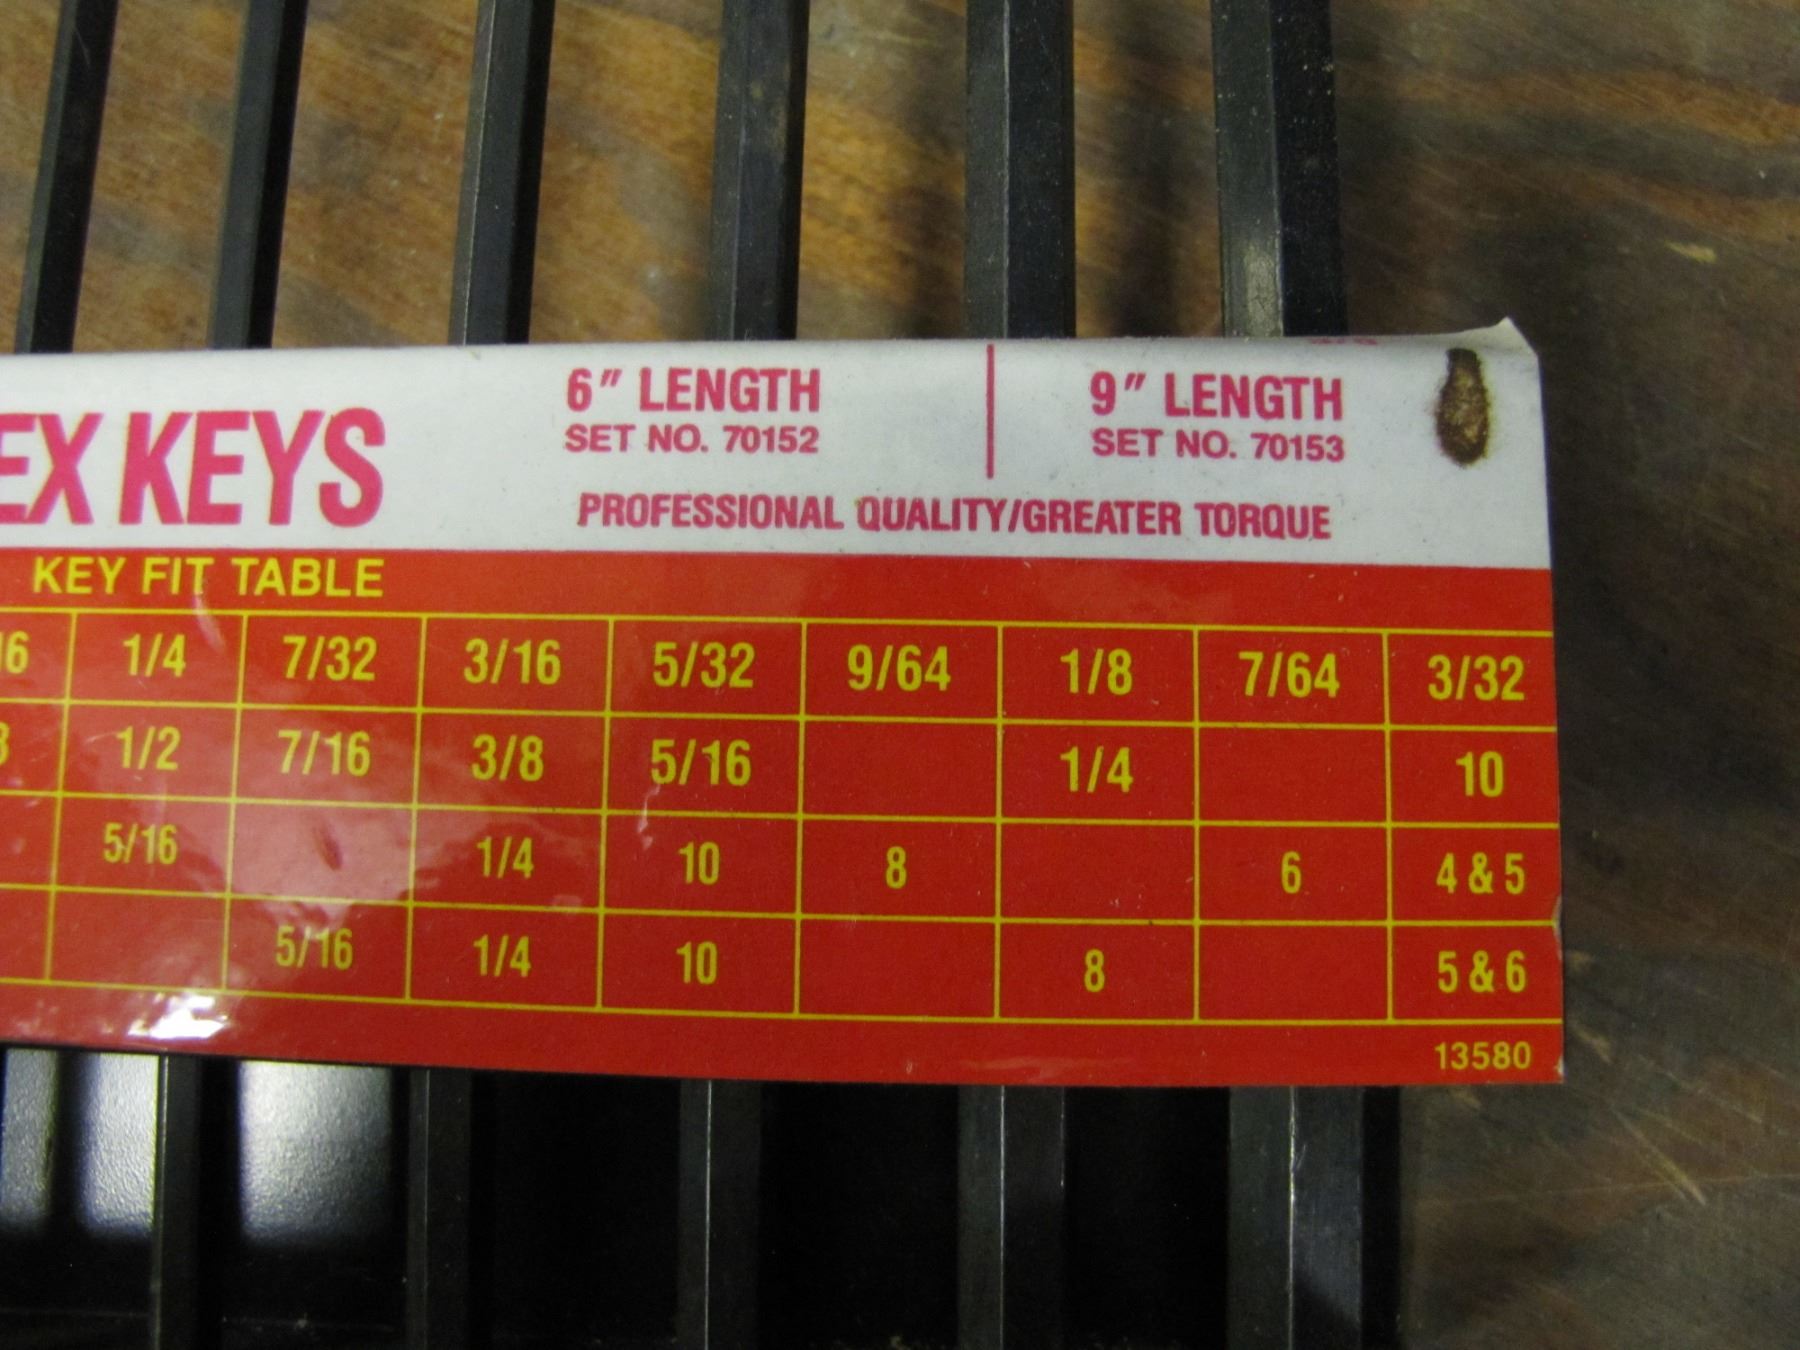 6" LENGTH
SET NO. 70152
9" LENGTH
SET NO. 70153
EX KEYS
PROFESSIONAL QUALITY/GREATER TORQUE
KEY FIT TABLE
16 1/4 7/32 3/16 5/32 9/64 1/8 7/64 3/32
1/2 7/16 3/8 5/16 1/4 10
5/16 1/4 10 8 6 4 & 5
5/16 1/4 10 8 5 & 6
13580